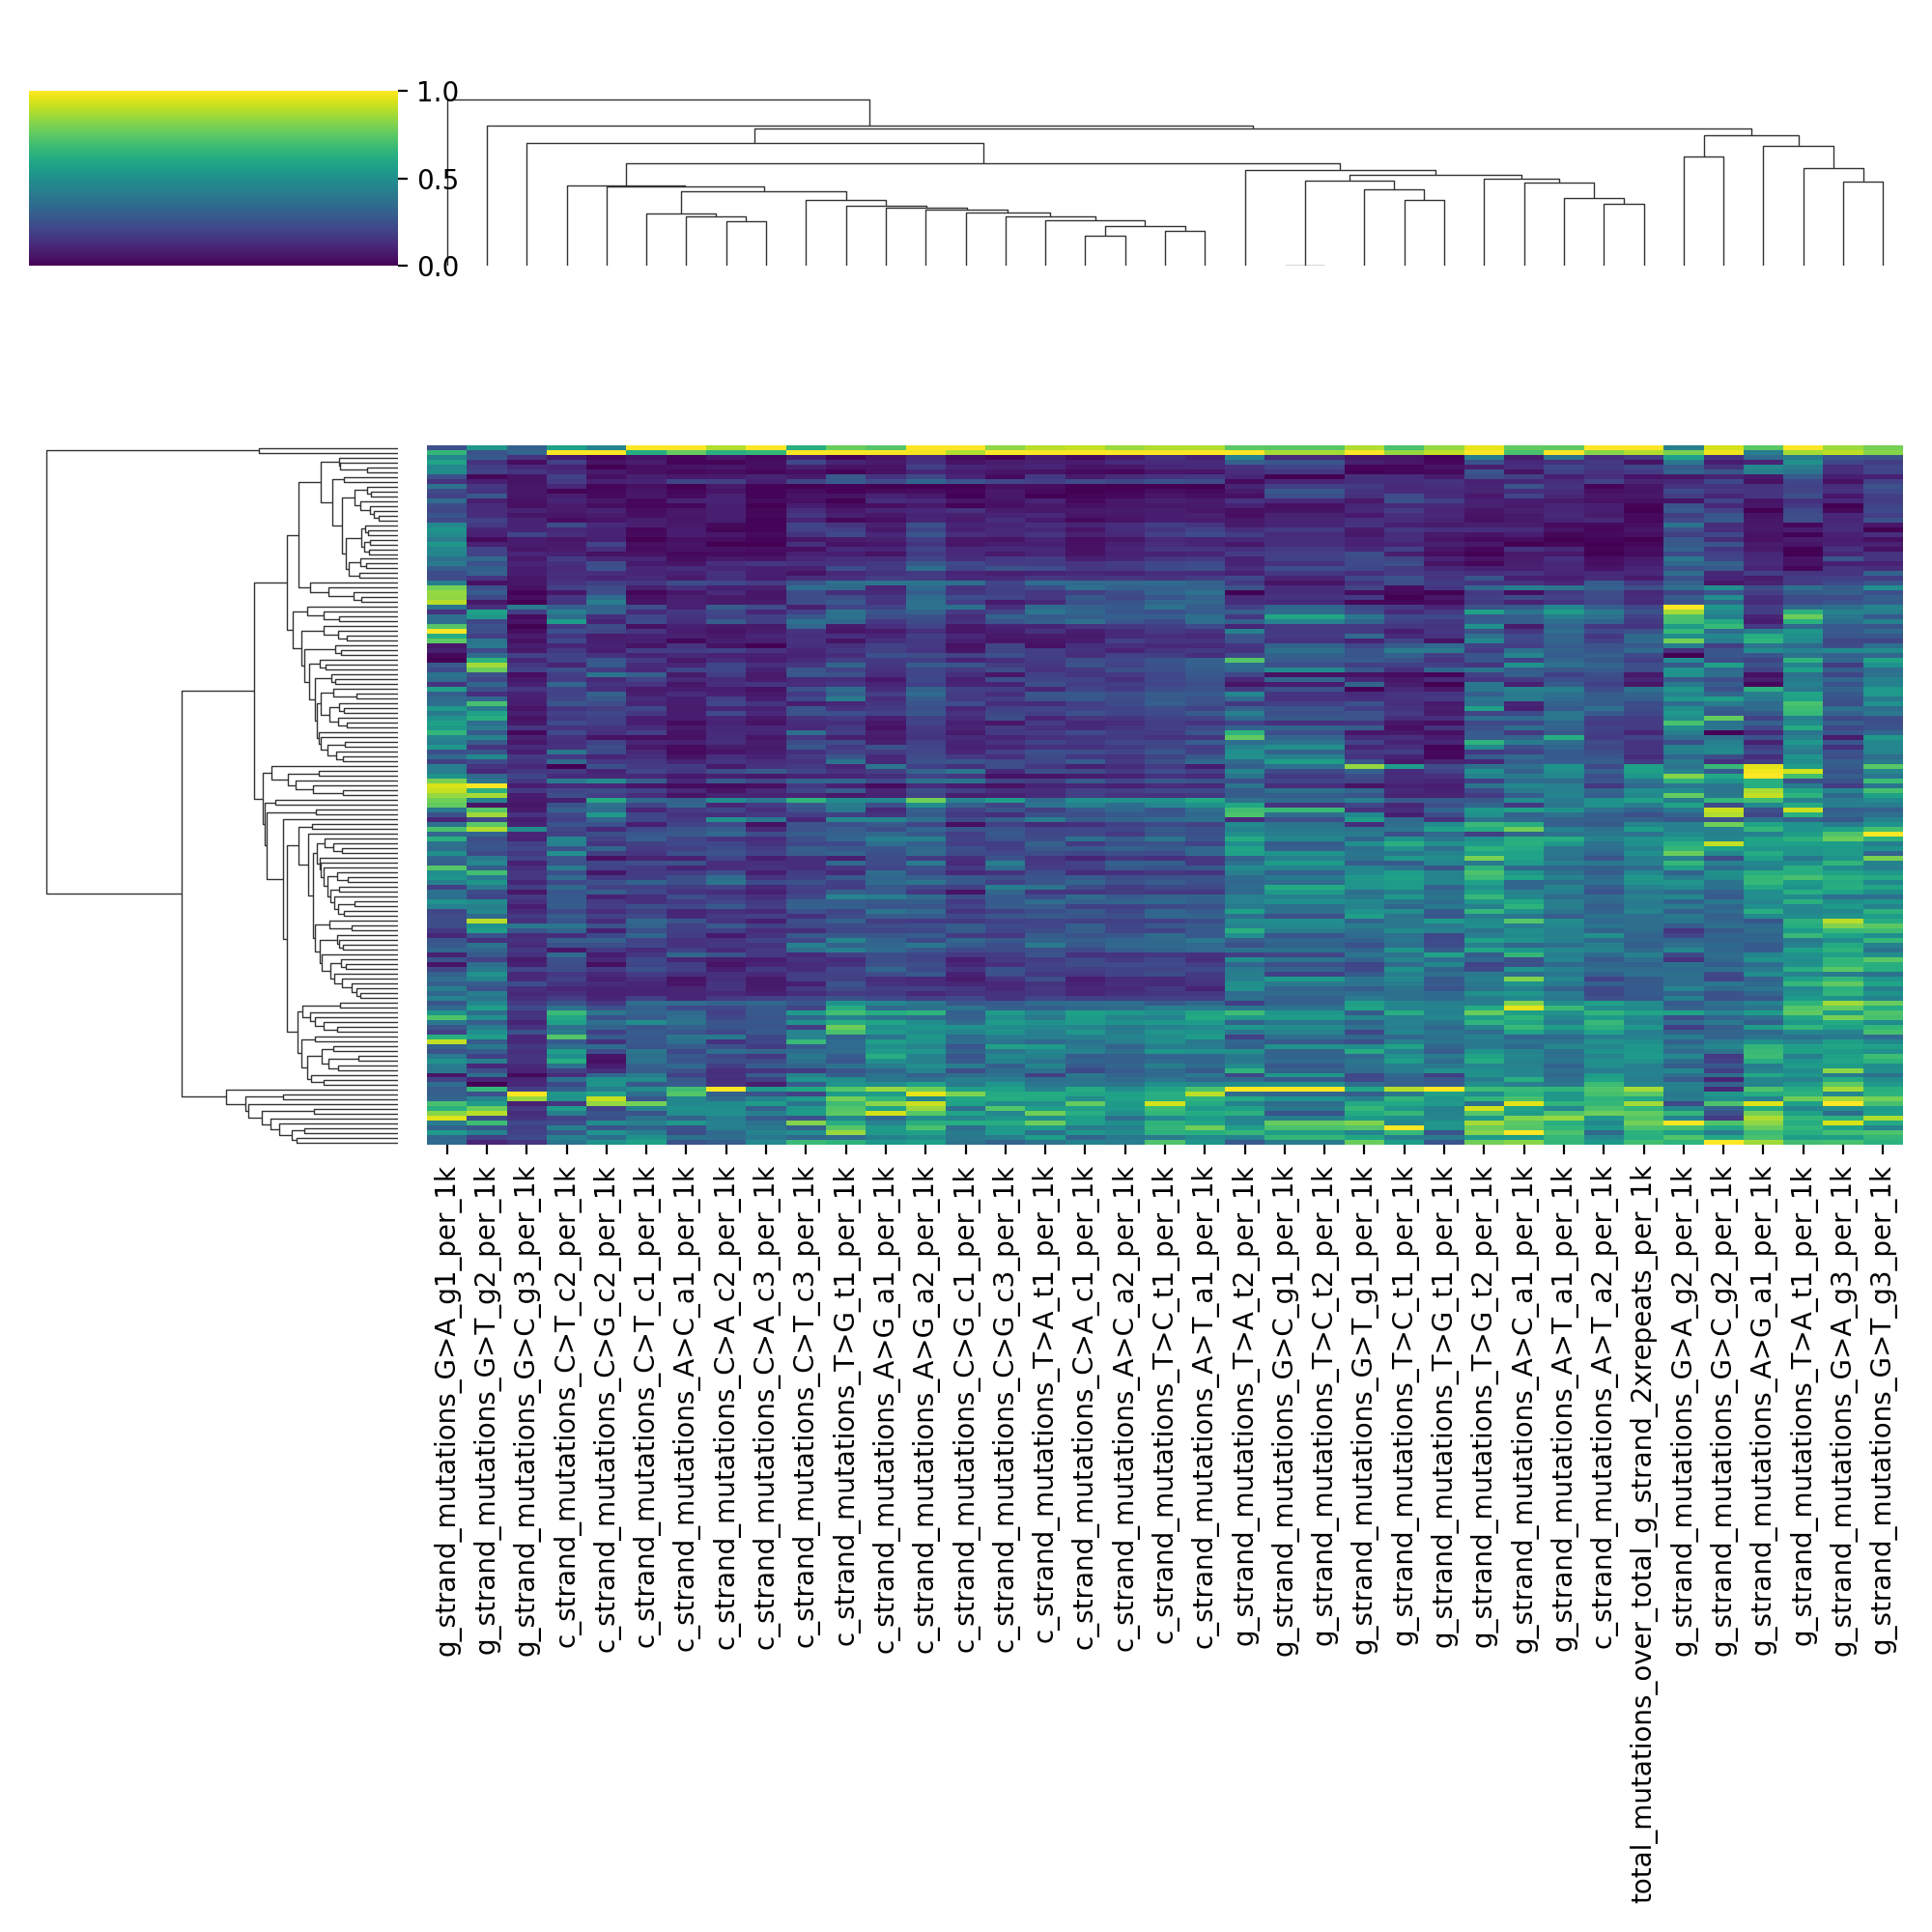 1.0
0.5
0.0
g_strand_mutations_G>A_g1_per_1k
g_strand_mutations_G>T_g2_per_1k
g_strand_mutations_G>C_g3_per_1k
c_strand_mutations_C>T_c2_per_1k
c_strand_mutations_C>G_c2_per_1k
c_strand_mutations_C>T_c1_per_1k
c_strand_mutations_A>C_a1_per_1k
c_strand_mutations_C>A_c2_per_1k
c_strand_mutations_C>A_c3_per_1k
c_strand_mutations_C>T_c3_per_1k
c_strand_mutations_T>G_t1_per_1k
c_strand_mutations_A>G_a1_per_1k
c_strand_mutations_A>G_a2_per_1k
c_strand_mutations_C>G_c1_per_1k
c_strand_mutations_C>G_c3_per_1k
c_strand_mutations_T>A_t1_per_1k
c_strand_mutations_C>A_c1_per_1k
c_strand_mutations_A>C_a2_per_1k
c_strand_mutations_T>C_t1_per_1k
c_strand_mutations_A>T_a1_per_1k
g_strand_mutations_T>A_t2_per_1k
g_strand_mutations_G>C_g1_per_1k
g_strand_mutations_T>C_t2_per_1k
g_strand_mutations_G>T_g1_per_1k
g_strand_mutations_T>C_t1_per_1k
g_strand_mutations_T>G_t1_per_1k
g_strand_mutations_T>G_t2_per_1k
g_strand_mutations_A>C_a1_per_1k
g_strand_mutations_A>T_a1_per_1k
c_strand_mutations_A>T_a2_per_1k
total_mutations_over_total_g_strand_2xrepeats_per_1k
g_strand_mutations_G>A_g2_per_1k
g_strand_mutations_G>C_g2_per_1k
g_strand_mutations_A>G_a1_per_1k
g_strand_mutations_T>A_t1_per_1k
g_strand_mutations_G>A_g3_per_1k
g_strand_mutations_G>T_g3_per_1k